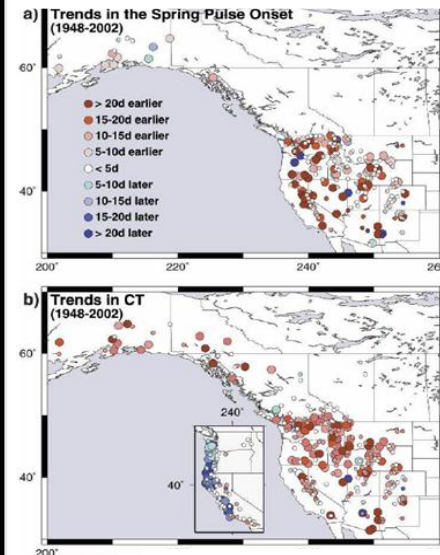 a) Trends in the Spring Pulse Onset
(1948-2002)
60˚
> 20d earlier
15-20d earlier
10-15d earlier
5-10d earlier
< 5d
5-10d later
10-15d later
15-20d later
> 20d later
40˚
200˚ 220˚ 240˚ 260
b) Trends in CT
(1948-2002)
60˚
240˚
40˚
40˚
200˚